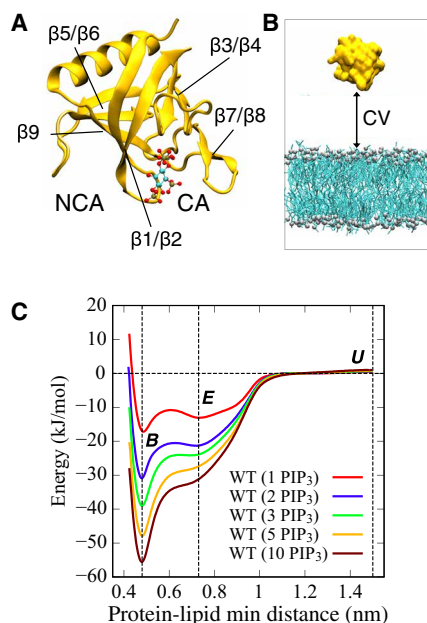 A
β5/β6
β3/β4
β7/β8
β9
NCA
CA
β1/β2
B
CV
C
20
10
0
−10
−20
−30
−40
−50
−60
Energy (kJ/mol)
U
E
B
WT (1 PIP₃)
WT (2 PIP₃)
WT (3 PIP₃)
WT (5 PIP₃)
WT (10 PIP₃)
0.4 0.6 0.8 1 1.2 1.4
Protein-lipid min distance (nm)